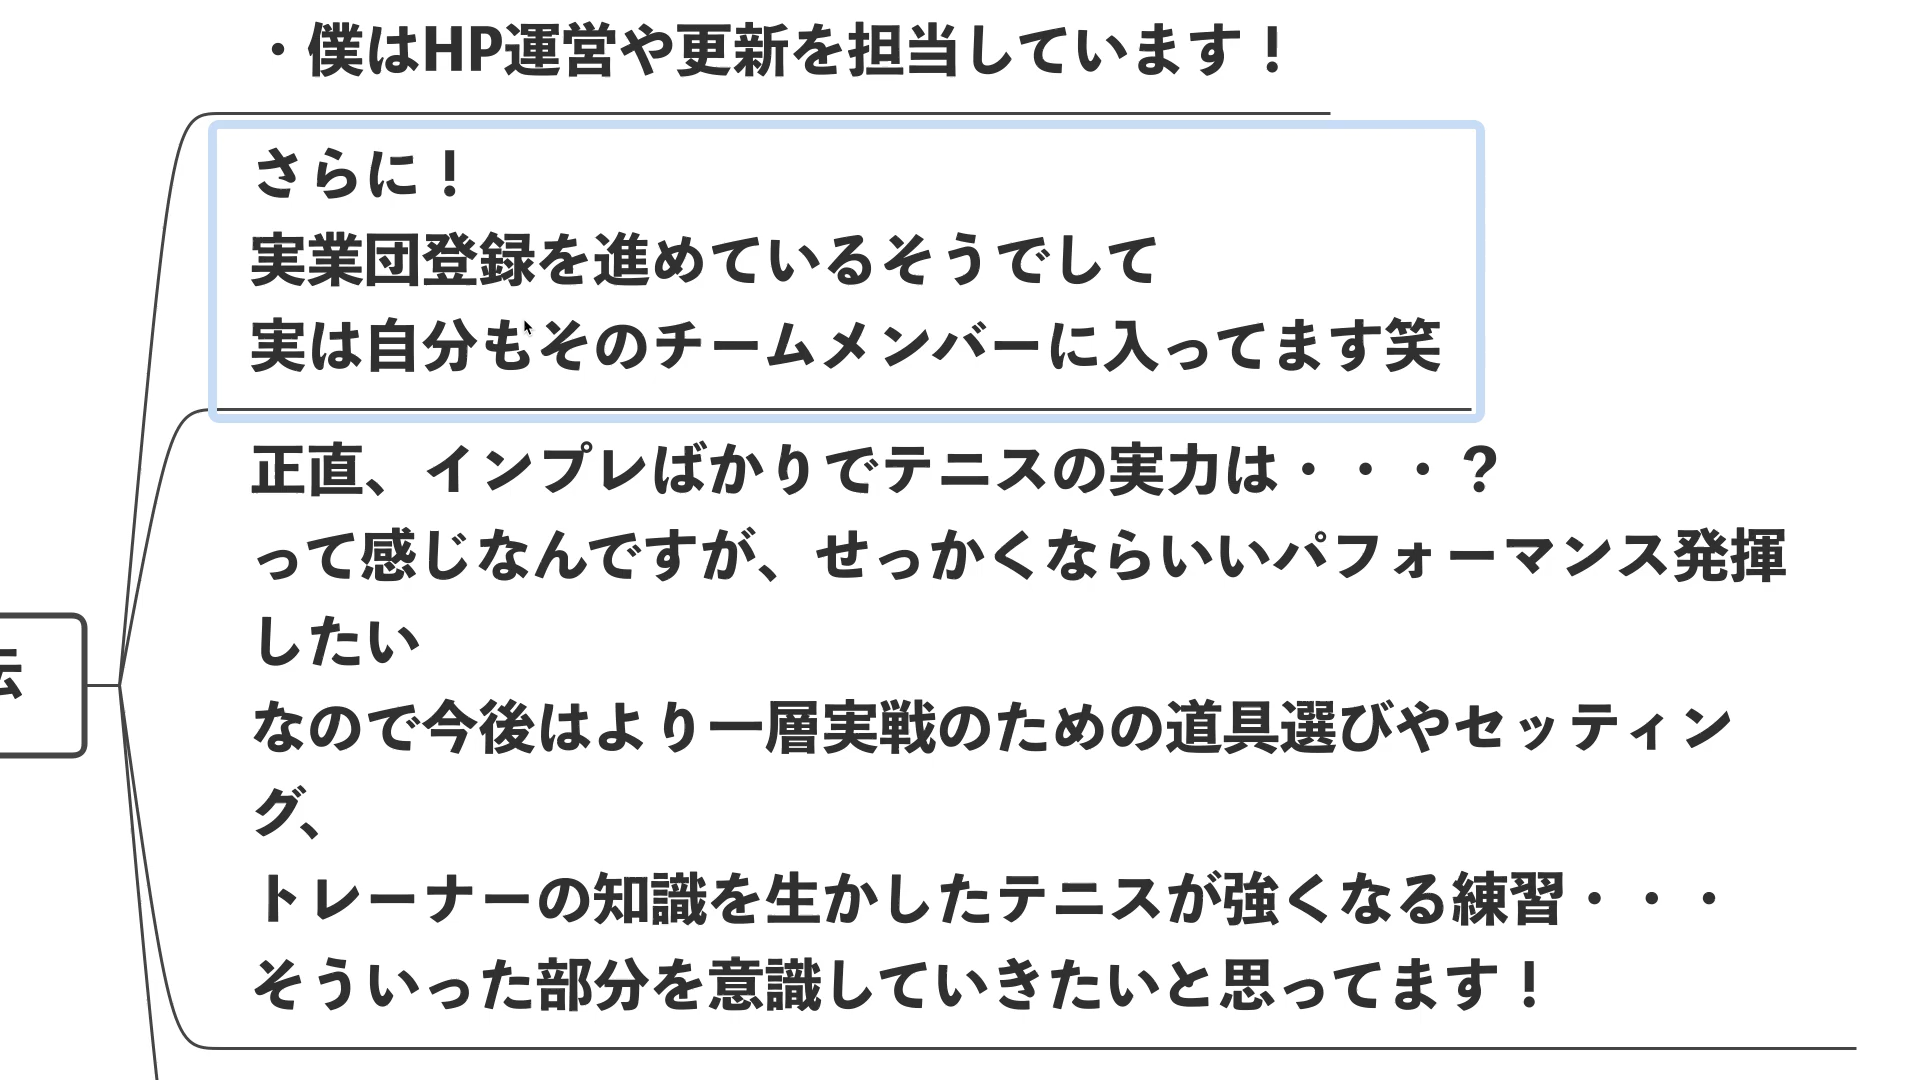 ・僕はHP運営や更新を担当しています！
さらに！
実業団登録を進めているそうでして
実は自分もそのチームメンバーに入ってます笑
正直、インプレばかりでテニスの実力は・・・？
って感じなんですが、せっかくならいいパフォーマンス発揮
したい
なので今後はより一層実戦のための道具選びやセッティン
グ、
トレーナーの知識を生かしたテニスが強くなる練習・・・
そういった部分を意識していきたいと思ってます！